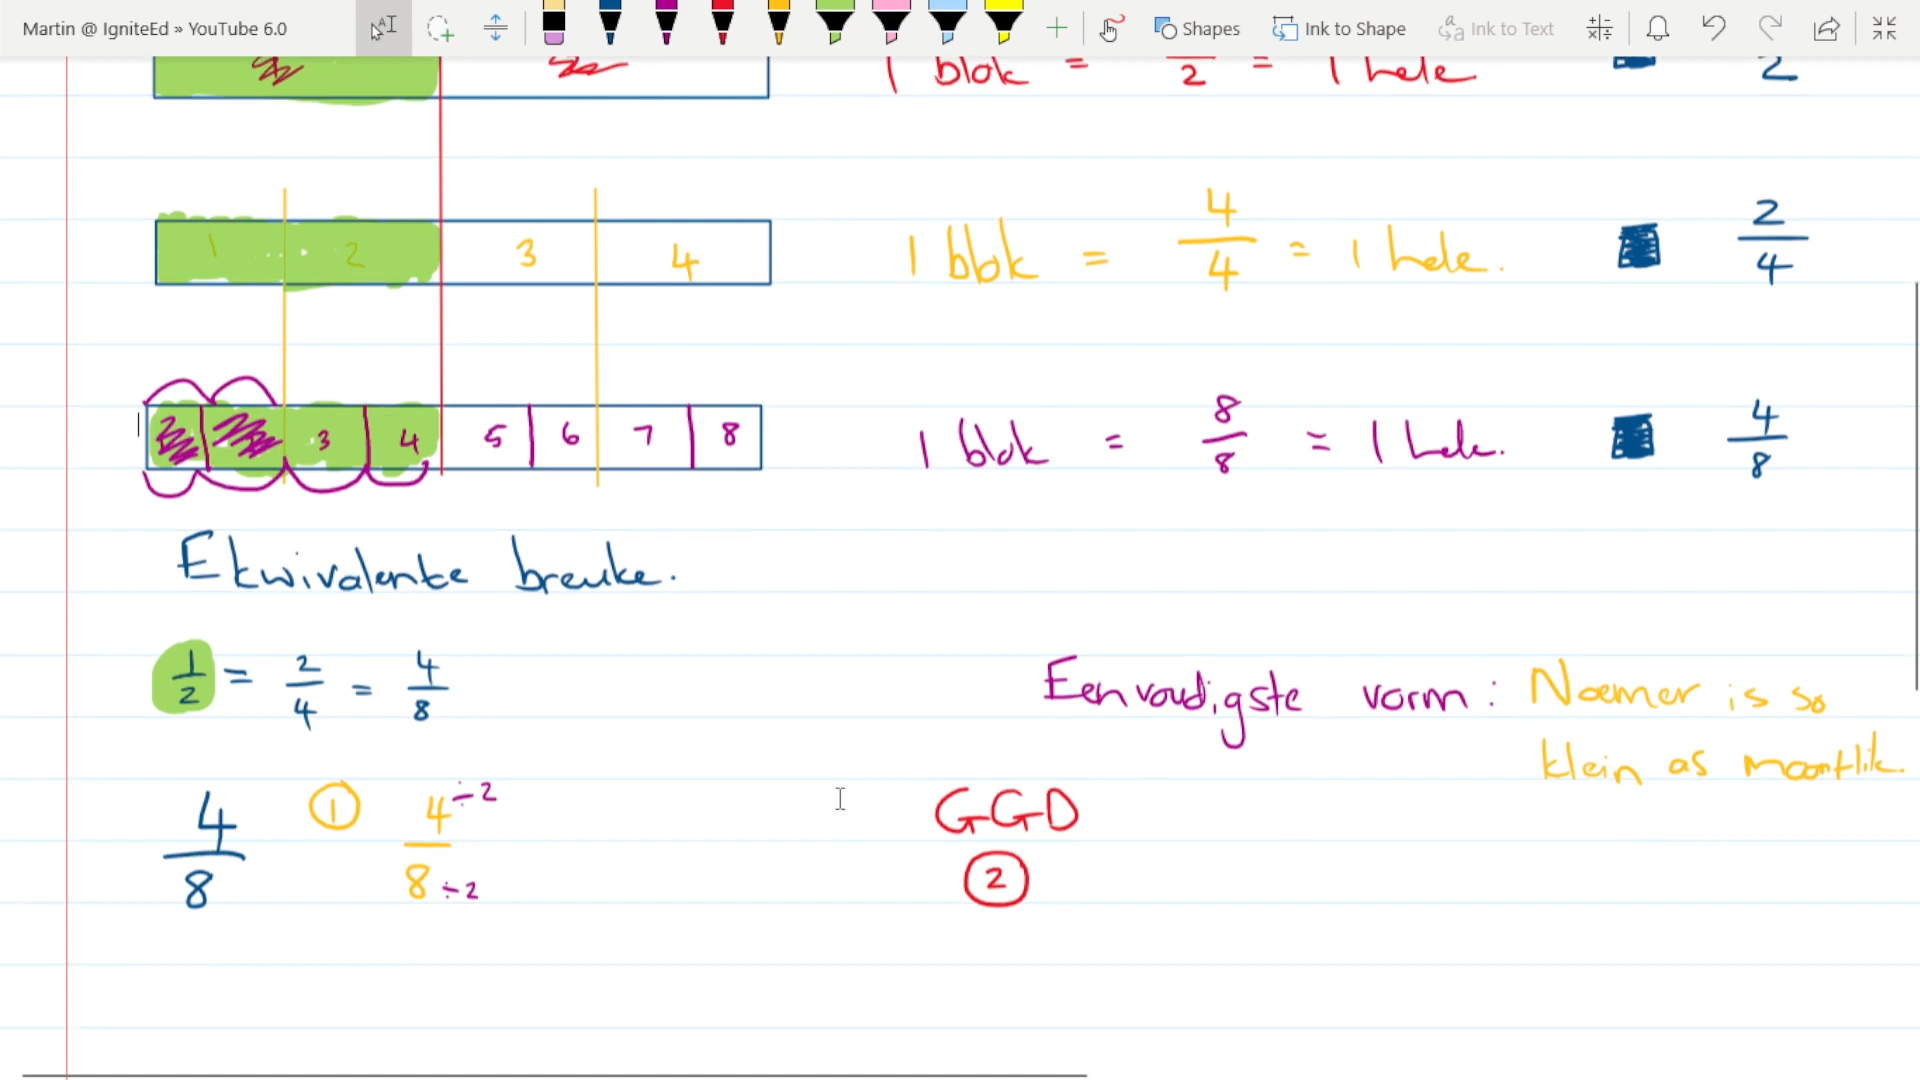 Martin @ IgniteEd » YouTube 6.0 Shapes Ink to Shape Ink to Text
1 blok = 2 = 1 hele 2
1 2 3 4 1 blok = 4/4 = 1 hele. 2/4
3 4 5 6 7 8 1 blok = 8/8 = 1 hele. 4/8
Ekwivalente breuke.
1/2 = 2/4 = 4/8
Eenvoudigste vorm: Noemer is so
klein as moontlik.
4/8 ① 4÷2/8÷2 GGD
②